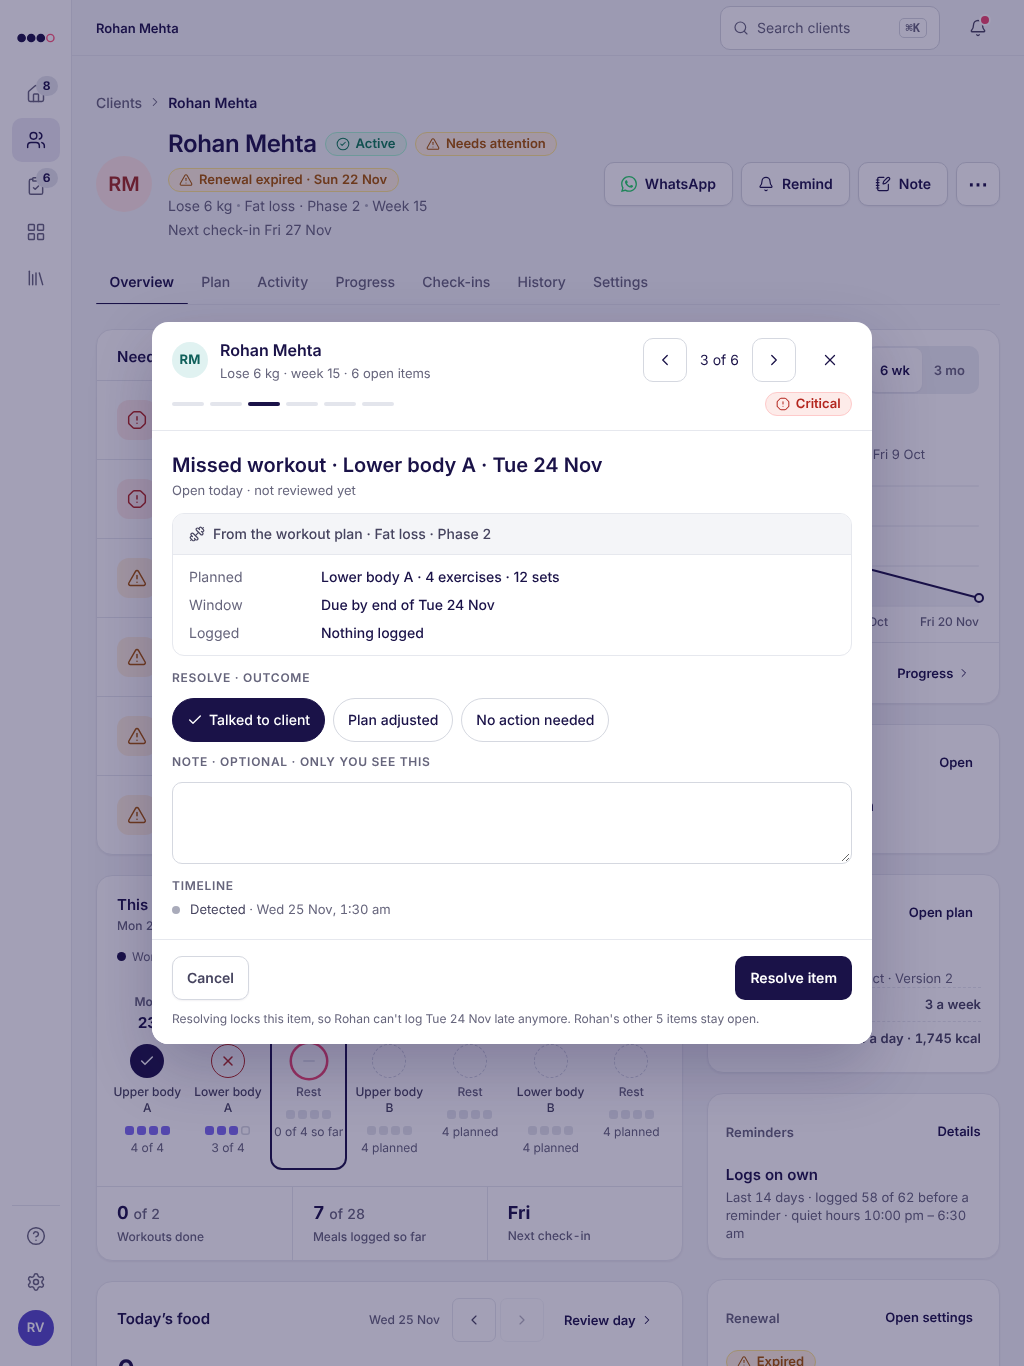 Rohan Mehta
Search clients
⌘K
8
6
Clients
Rohan Mehta
RM
Rohan Mehta
Active
Needs attention
Renewal expired · Sun 22 Nov
Lose 6 kg · Fat loss · Phase 2 · Week 15
Next check-in Fri 27 Nov
WhatsApp
Remind
Note
Overview
Plan
Activity
Progress
Check-ins
History
Settings
6 wk
3 mo
Fri 9 Oct
Fri 20 Nov
Progress
Open
Open plan
Version 2
3 a week
a day · 1,745 kcal
RM
Rohan Mehta
Lose 6 kg · week 15 · 6 open items
3 of 6
Critical
Missed workout · Lower body A · Tue 24 Nov
Open today · not reviewed yet
From the workout plan · Fat loss · Phase 2
Planned
Lower body A · 4 exercises · 12 sets
Window
Due by end of Tue 24 Nov
Logged
Nothing logged
RESOLVE · OUTCOME
Talked to client
Plan adjusted
No action needed
NOTE · OPTIONAL · ONLY YOU SEE THIS
TIMELINE
Detected · Wed 25 Nov, 1:30 am
Cancel
Resolve item
Resolving locks this item, so Rohan can't log Tue 24 Nov late anymore. Rohan's other 5 items stay open.
This
Upper body A
4 of 4
Lower body A
3 of 4
Rest
0 of 4 so far
Upper body B
4 planned
Rest
4 planned
Lower body B
4 planned
Rest
4 planned
0 of 2
Workouts done
7 of 28
Meals logged so far
Fri
Next check-in
Reminders
Details
Logs on own
Last 14 days · logged 58 of 62 before a
reminder · quiet hours 10:00 pm – 6:30
am
Today's food
Wed 25 Nov
Review day
Renewal
Open settings
Expired
RV